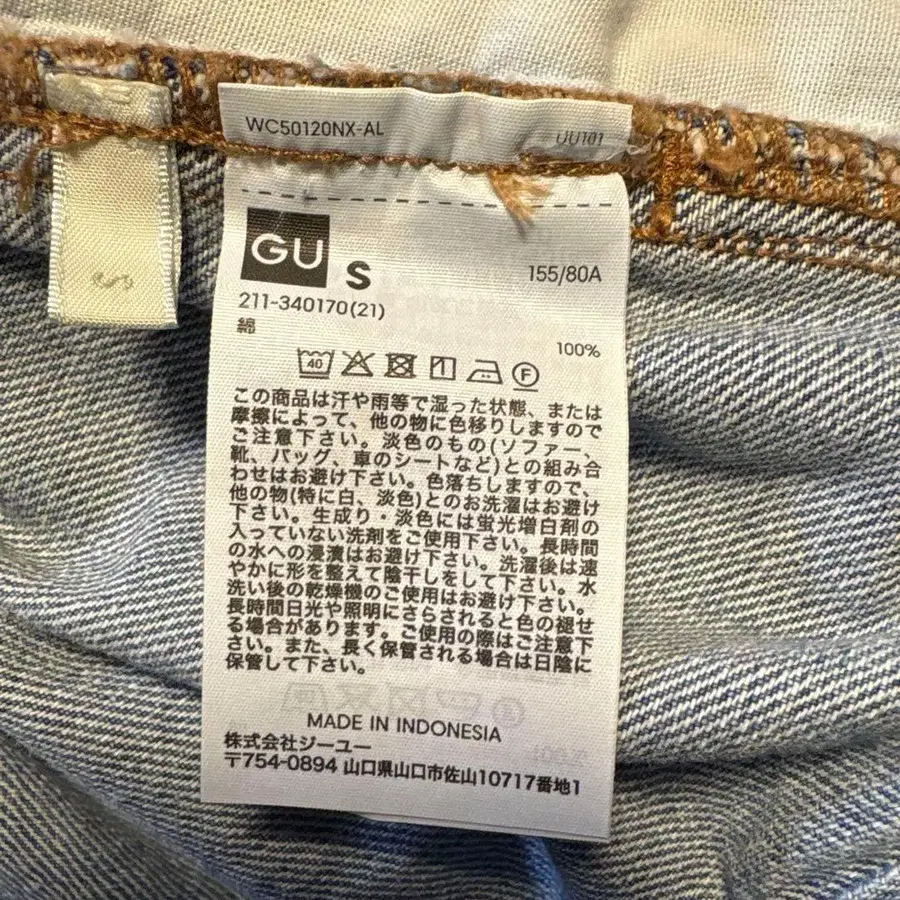 WC50120NX-AL UU101
GU S 155/80A
211-340170(21)
綿 100%
40 F
この商品は汗や雨等で湿った状態、または
摩擦によって、他の物に色移りしますので
ご注意下さい。淡色のもの(ソファー、
靴、バッグ、車のシートなど)との組み合
わせはお避け下さい。色落ちしますので、
他の物(特に白、淡色)とのお洗濯はお避け
下さい。生成り・淡色には蛍光増白剤の
入っていない洗剤をご使用下さい。長時間
の水への浸漬はお避け下さい。洗濯後は速
やかに形を整えて陰干しをして下さい。水
洗い後の乾燥機のご使用はお避け下さい。
長時間日光や照明にさらされると色の褪せ
る場合があります。ご使用の際はご注意下
さい。また、長く保管される場合は日陰に
保管して下さい。
MADE IN INDONESIA
株式会社ジーユー
〒754-0894 山口県山口市佐山10717番地1